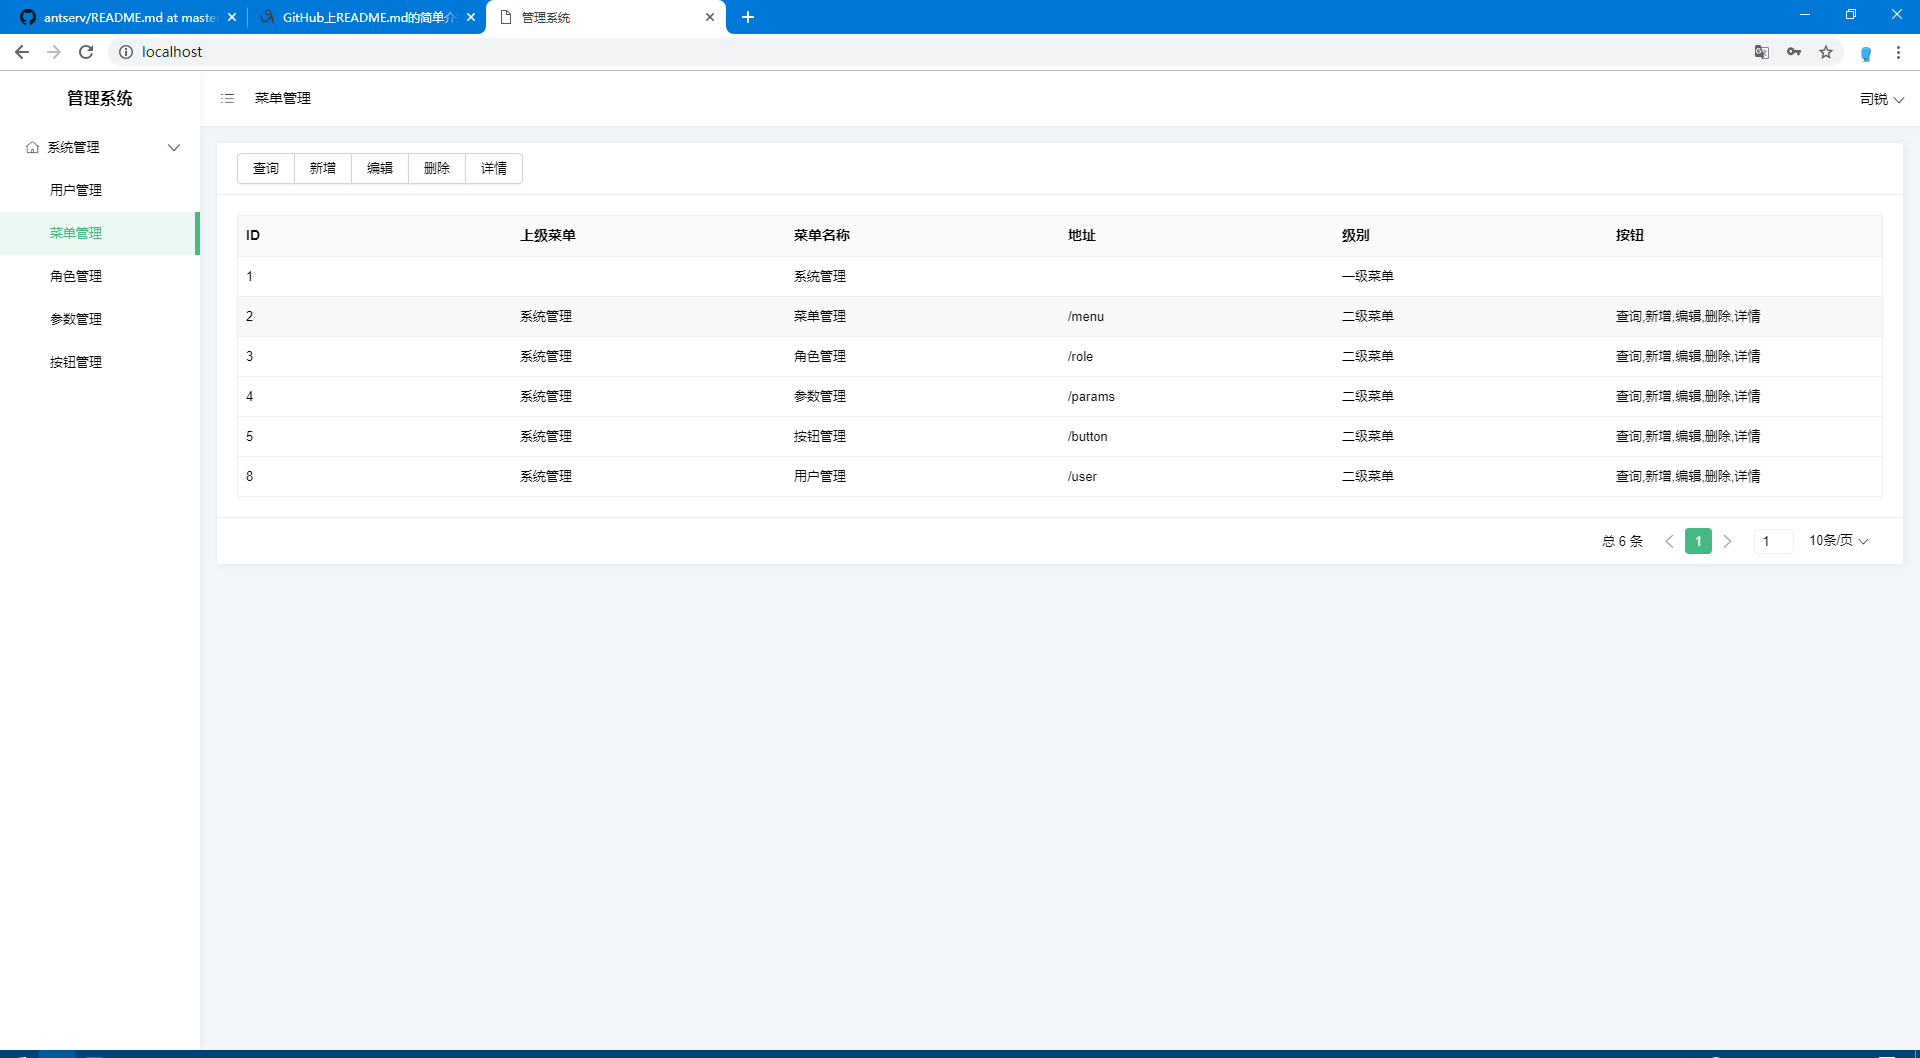 antserv/README.md at master
GitHub上README.md的简单介
管理系统
localhost
管理系统
菜单管理
司锐
系统管理
用户管理
菜单管理
角色管理
参数管理
按钮管理
查询 新增 编辑 删除 详情
ID 上级菜单 菜单名称 地址 级别 按钮
1 系统管理 一级菜单
2 系统管理 菜单管理 /menu 二级菜单 查询,新增,编辑,删除,详情
3 系统管理 角色管理 /role 二级菜单 查询,新增,编辑,删除,详情
4 系统管理 参数管理 /params 二级菜单 查询,新增,编辑,删除,详情
5 系统管理 按钮管理 /button 二级菜单 查询,新增,编辑,删除,详情
8 系统管理 用户管理 /user 二级菜单 查询,新增,编辑,删除,详情
总 6 条 1 1 10条/页